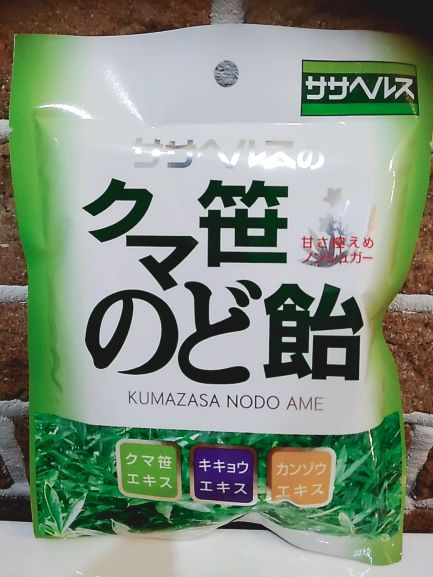 ササヘルス
ササヘルスの
クマ笹
のど飴
甘さ控えめ
ノンシュガー
KUMAZASA NODO AME
クマ笹
エキス
キキョウ
エキス
カンゾウ
エキス